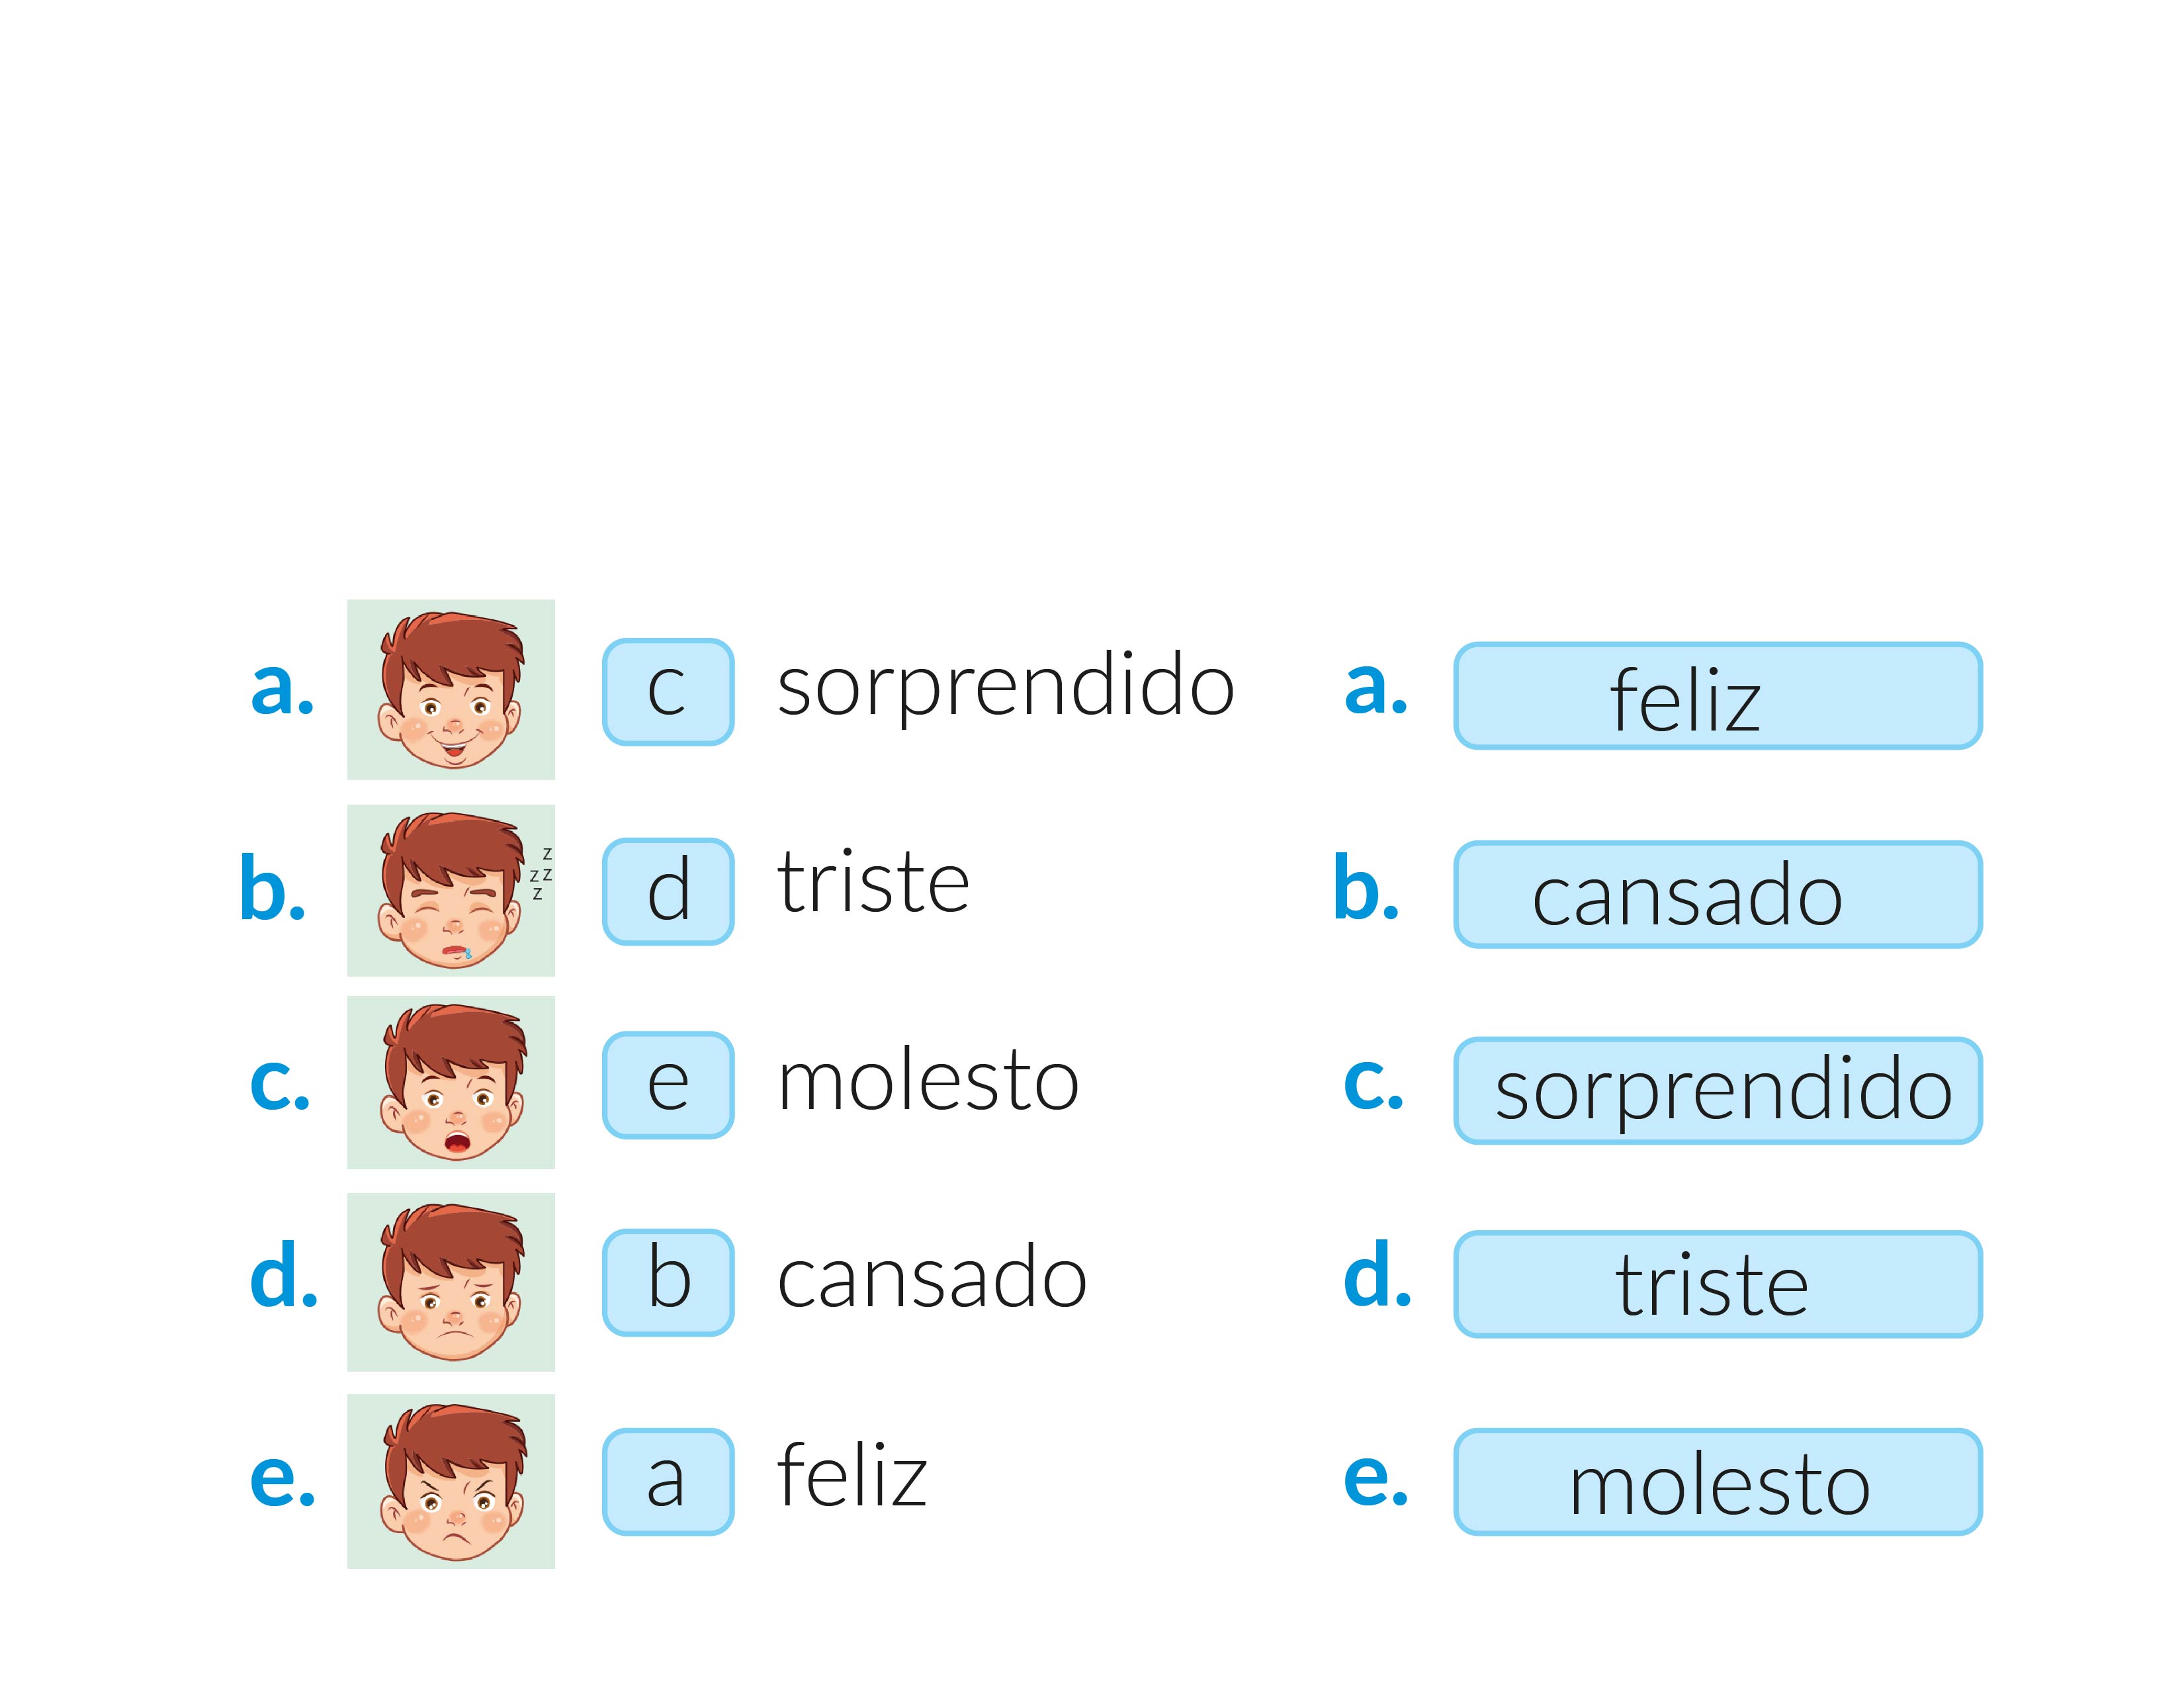 a. c sorprendido a. feliz
z
z z
z
b. d triste b. cansado
c. e molesto c. sorprendido
d. b cansado d. triste
e. a feliz e. molesto